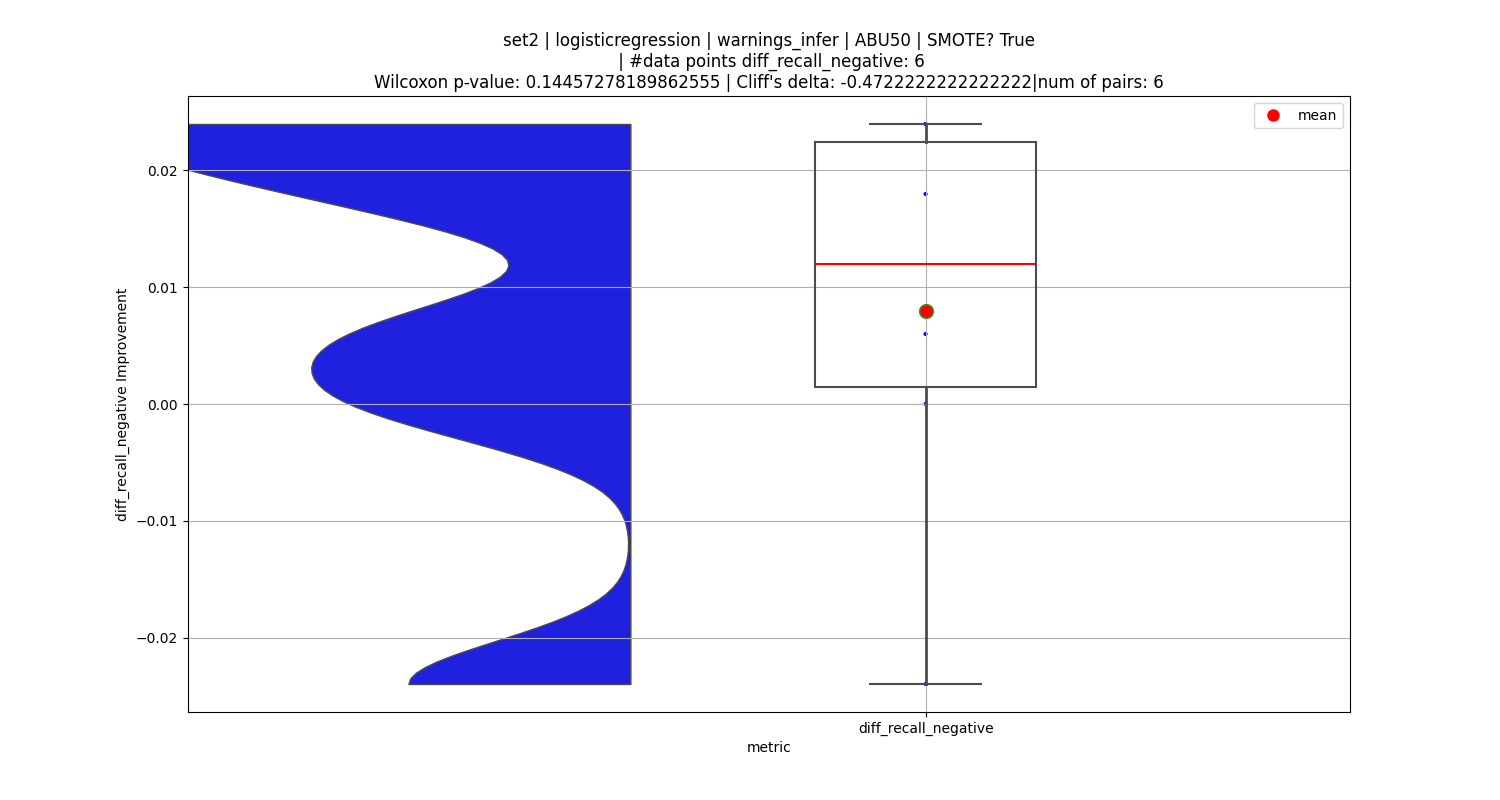 set2 | logisticregression | warnings_infer | ABU50 | SMOTE? True
| #data points diff_recall_negative: 6
Wilcoxon p-value: 0.14457278189862555 | Cliff's delta: -0.4722222222222222|num of pairs: 6
mean
0.02
0.01
0.00
−0.01
−0.02
diff_recall_negative Improvement
diff_recall_negative
metric